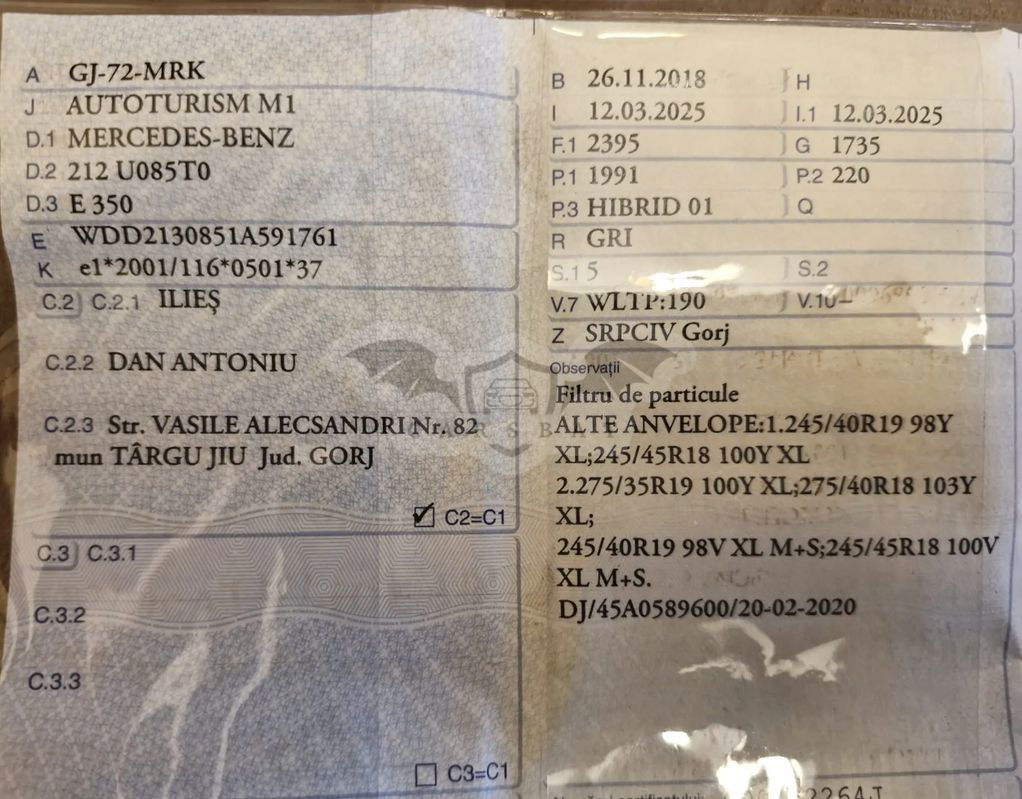 A GJ-72-MRK
J AUTOTURISM M1
D.1 MERCEDES-BENZ
D.2 212 U085T0
D.3 E 350
E WDD2130851A591761
K e1*2001/116*0501*37
C.2 C.2.1 ILIEȘ
C.2.2 DAN ANTONIU
C.2.3 Str. VASILE ALECSANDRI Nr. 82
mun TÂRGU JIU Jud. GORJ
C2=C1
C.3 C.3.1
C.3.2
C.3.3
C3=C1
B 26.11.2018 H
I 12.03.2025 I.1 12.03.2025
F.1 2395 G 1735
P.1 1991 P.2 220
P.3 HIBRID 01 Q
R GRI
S.1 5 S.2
V.7 WLTP:190 V.10–
Z SRPCIV Gorj
Observații
Filtru de particule
ALTE ANVELOPE:1.245/40R19 98Y
XL;245/45R18 100Y XL
2.275/35R19 100Y XL;275/40R18 103Y
XL;
245/40R19 98V XL M+S;245/45R18 100V
XL M+S.
DJ/45A0589600/20-02-2020